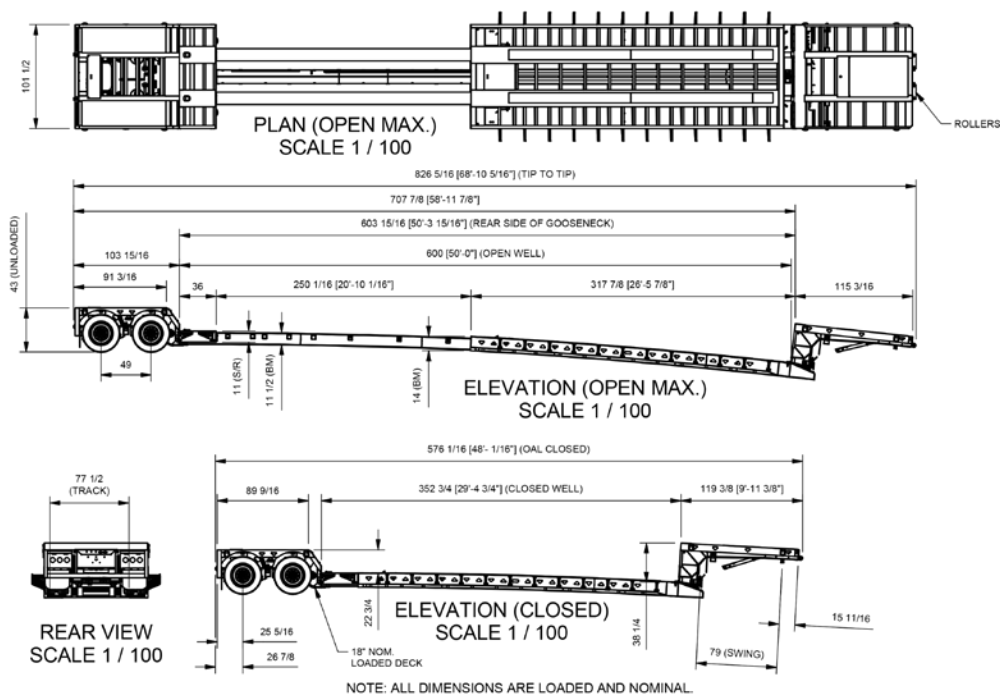 101 1/2
PLAN (OPEN MAX.)
SCALE 1 / 100
ROLLERS
826 5/16 [68'-10 5/16"] (TIP TO TIP)
707 7/8 [58'-11 7/8"]
603 15/16 [50'-3 15/16"] (REAR SIDE OF GOOSENECK)
43 (UNLOADED)
103 15/16
600 [50'-0"] (OPEN WELL)
91 3/16
36
250 1/16 [20'-10 1/16"]
317 7/8 [26'-5 7/8"]
115 3/16
49
11 (S/R)
11 1/2 (BM)
14 (BM)
ELEVATION (OPEN MAX.)
SCALE 1 / 100
576 1/16 [48'- 1/16"] (OAL CLOSED)
77 1/2
(TRACK)
89 9/16
352 3/4 [29'-4 3/4"] (CLOSED WELL)
119 3/8 [9'-11 3/8"]
REAR VIEW
SCALE 1 / 100
25 5/16
26 7/8
18" NOM.
LOADED DECK
22 3/4
ELEVATION (CLOSED)
SCALE 1 / 100
38 1/4
79 (SWING)
15 11/16
NOTE: ALL DIMENSIONS ARE LOADED AND NOMINAL.